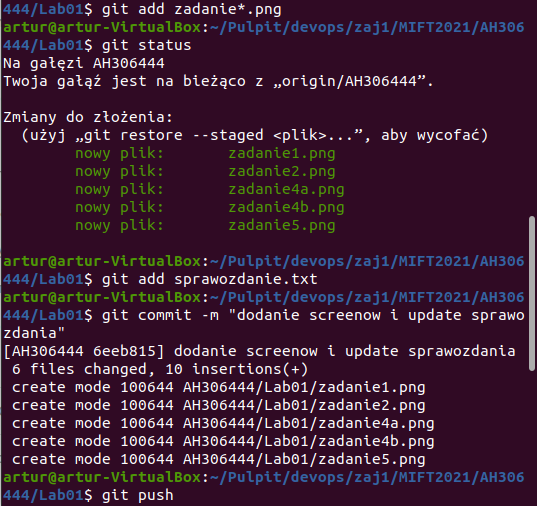 444/Lab01$ git add zadanie*.png
artur@artur-VirtualBox:~/Pulpit/devops/zaj1/MIFT2021/AH306
444/Lab01$ git status
Na gałęzi AH306444
Twoja gałąź jest na bieżąco z „origin/AH306444”.

Zmiany do złożenia:
  (użyj „git restore --staged <plik>...”, aby wycofać)
        nowy plik:       zadanie1.png
        nowy plik:       zadanie2.png
        nowy plik:       zadanie4a.png
        nowy plik:       zadanie4b.png
        nowy plik:       zadanie5.png

artur@artur-VirtualBox:~/Pulpit/devops/zaj1/MIFT2021/AH306
444/Lab01$ git add sprawozdanie.txt
artur@artur-VirtualBox:~/Pulpit/devops/zaj1/MIFT2021/AH306
444/Lab01$ git commit -m "dodanie screenow i update sprawo
zdania"
[AH306444 6eeb815] dodanie screenow i update sprawozdania
 6 files changed, 10 insertions(+)
 create mode 100644 AH306444/Lab01/zadanie1.png
 create mode 100644 AH306444/Lab01/zadanie2.png
 create mode 100644 AH306444/Lab01/zadanie4a.png
 create mode 100644 AH306444/Lab01/zadanie4b.png
 create mode 100644 AH306444/Lab01/zadanie5.png
artur@artur-VirtualBox:~/Pulpit/devops/zaj1/MIFT2021/AH306
444/Lab01$ git push